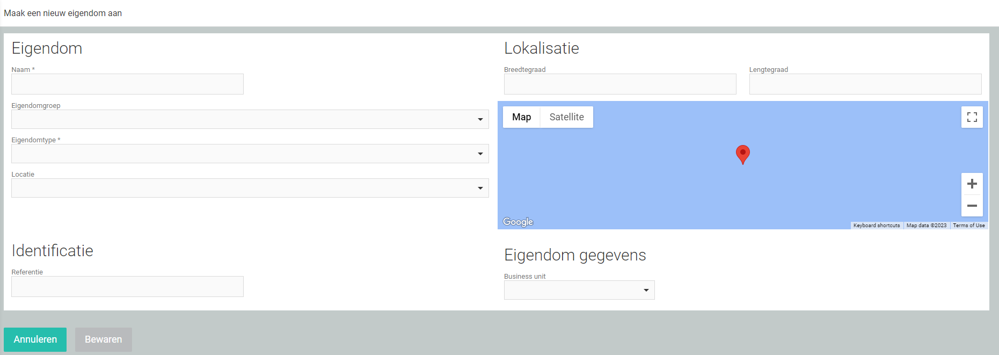 Maak een nieuw eigendom aan
Eigendom
Naam *
Eigendomgroep
Eigendomtype *
Locatie
Identificatie
Referentie
Lokalisatie
Breedtegraad Lengtegraad
Map Satellite
Google
Keyboard shortcuts Map data ©2023 Terms of Use
Eigendom gegevens
Business unit
Annuleren Bewaren